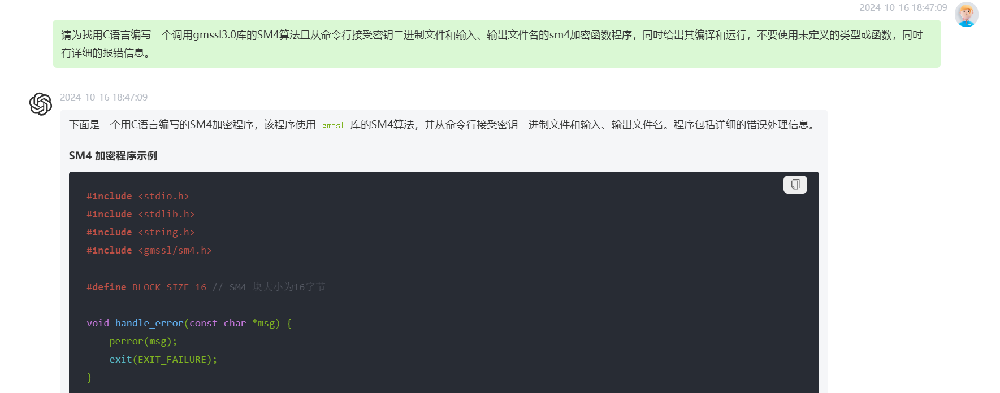 2024-10-16 18:47:09
请为我用C语言编写一个调用gmssl3.0库的SM4算法且从命令行接受密钥二进制文件和输入、输出文件名的sm4加密函数程序，同时给出其编译和运行，不要使用未定义的类型或函数，同时
有详细的报错信息。
2024-10-16 18:47:09
下面是一个用C语言编写的SM4加密程序，该程序使用 gmssl 库的SM4算法，并从命令行接受密钥二进制文件和输入、输出文件名。程序包括详细的错误处理信息。
SM4 加密程序示例
#include <stdio.h>
#include <stdlib.h>
#include <string.h>
#include <gmssl/sm4.h>
#define BLOCK_SIZE 16 // SM4 块大小为16字节
void handle_error(const char *msg) {
    perror(msg);
    exit(EXIT_FAILURE);
}